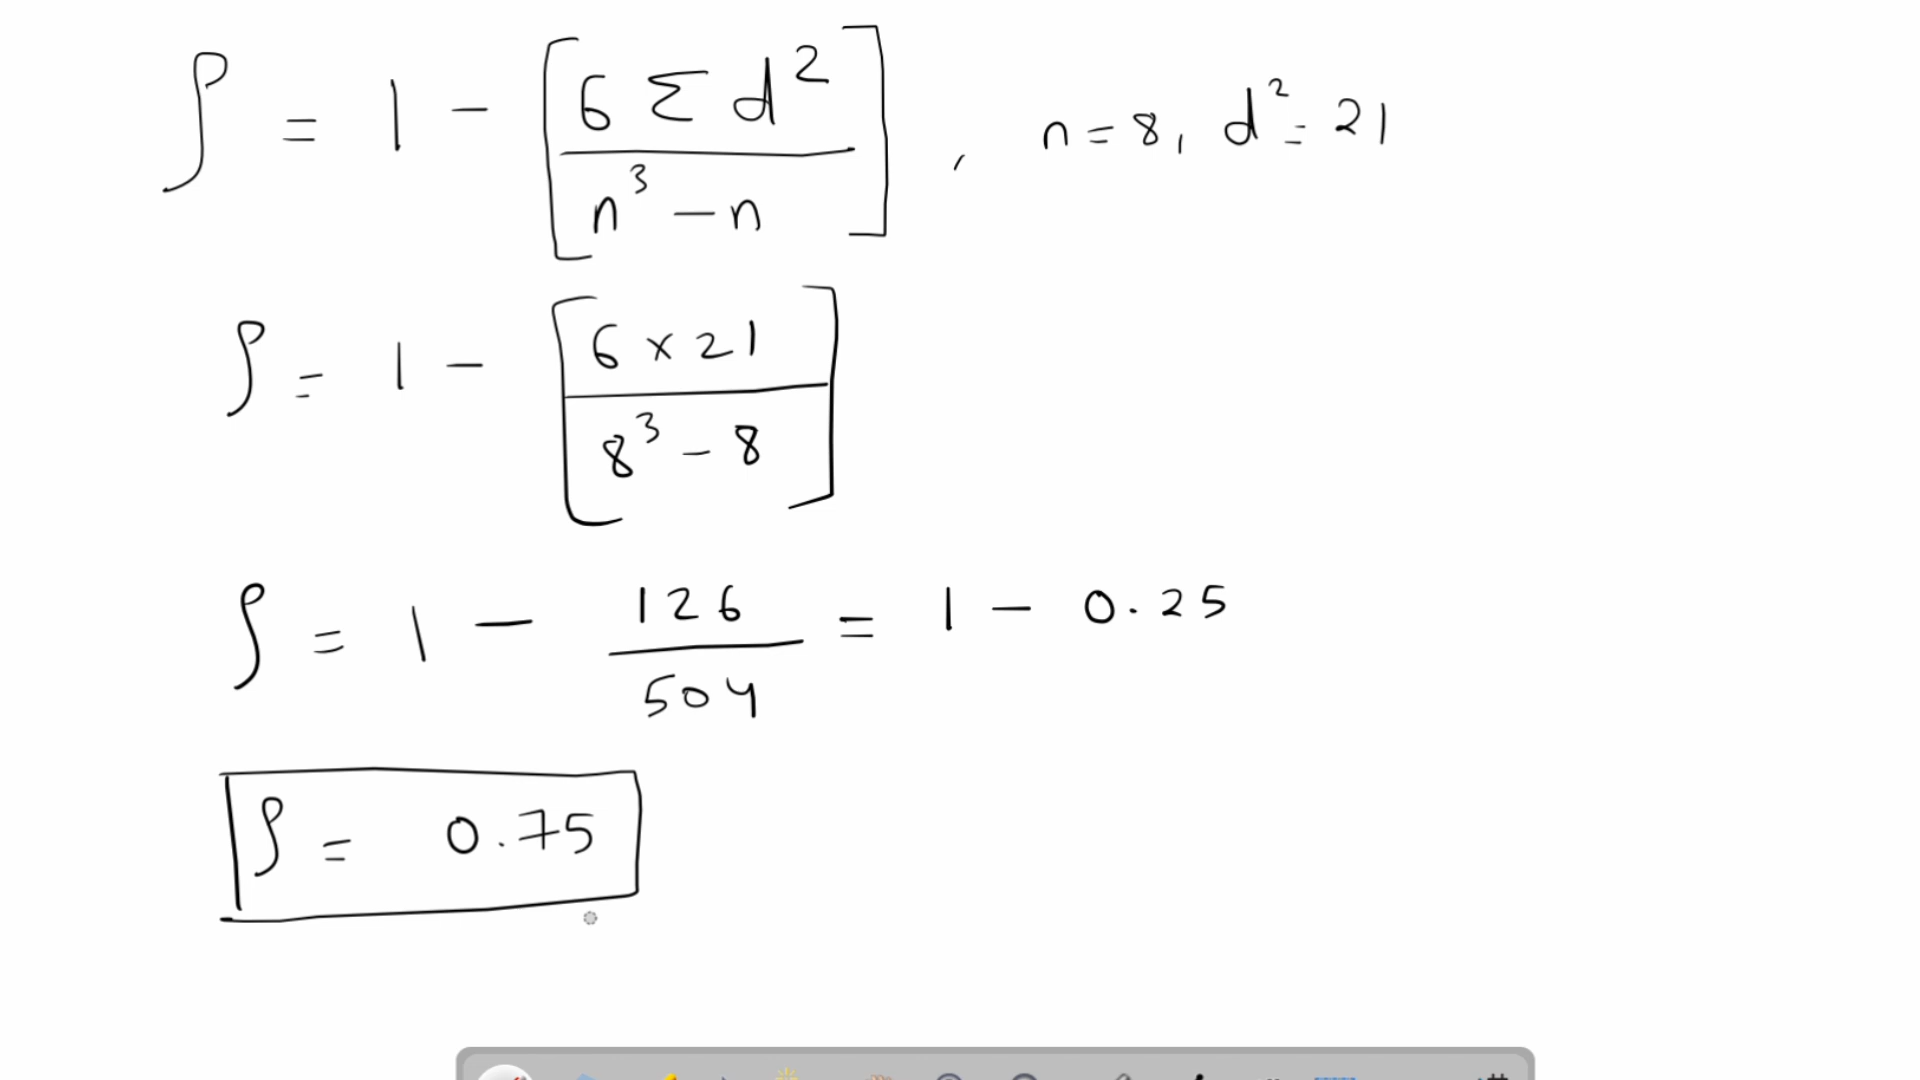 ρ = 1 - [6 Σ d² / n³ - n] , n = 8, d² = 21
ρ = 1 - [6 × 21 / 8³ - 8]
ρ = 1 - 126/504 = 1 - 0.25
ρ = 0.75